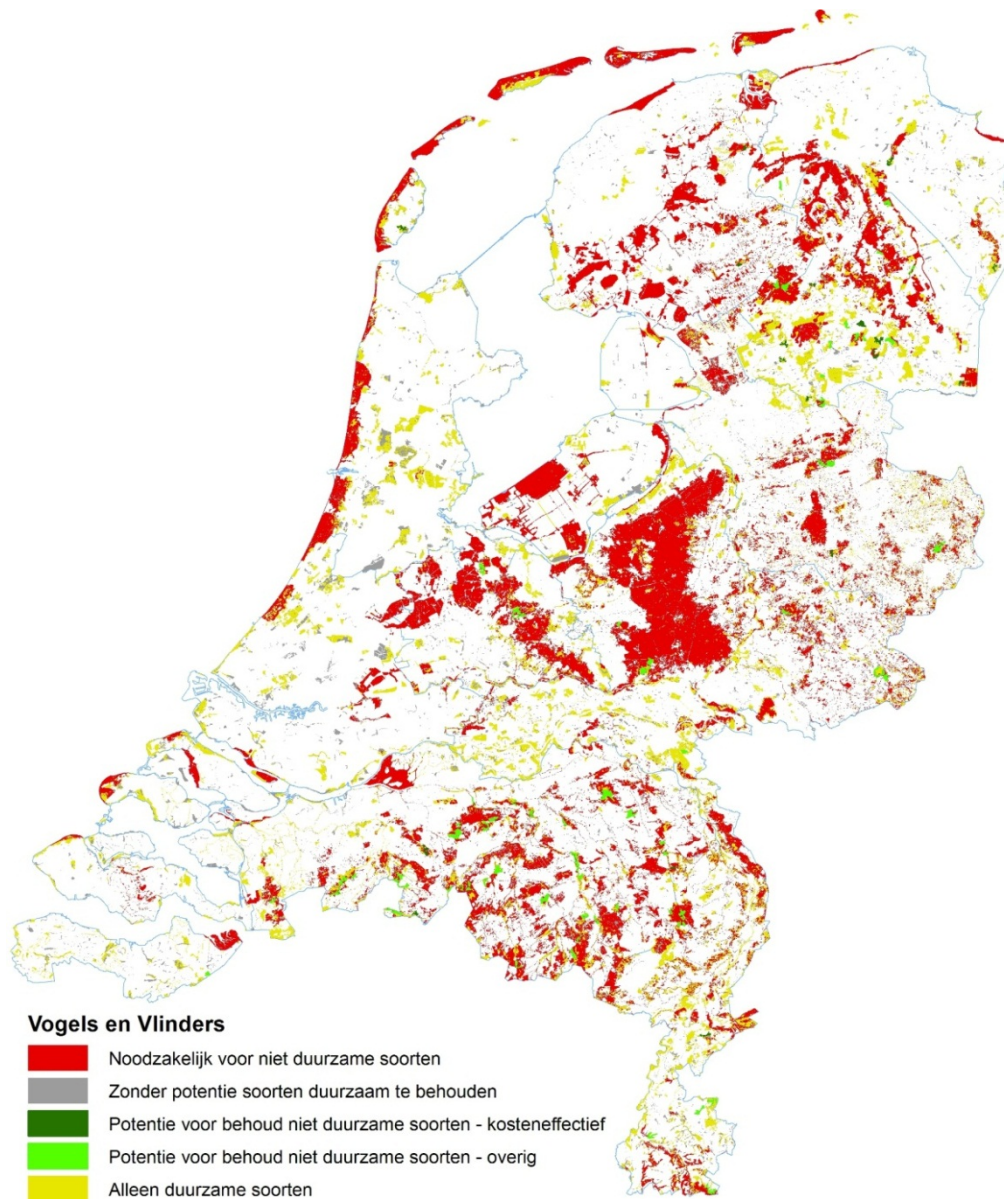 Vogels en Vlinders
Noodzakelijk voor niet duurzame soorten
Zonder potentie soorten duurzaam te behouden
Potentie voor behoud niet duurzame soorten - kosteneffectief
Potentie voor behoud niet duurzame soorten - overig
Alleen duurzame soorten